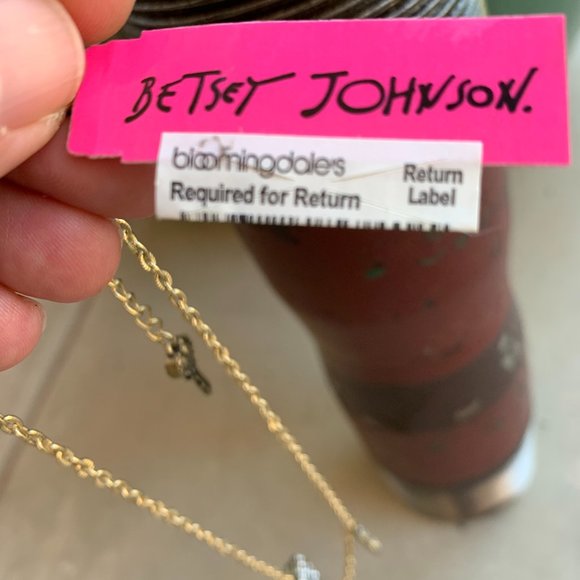 BETSEY JOHNSON.
bloomingdale's Return
Required for Return Label